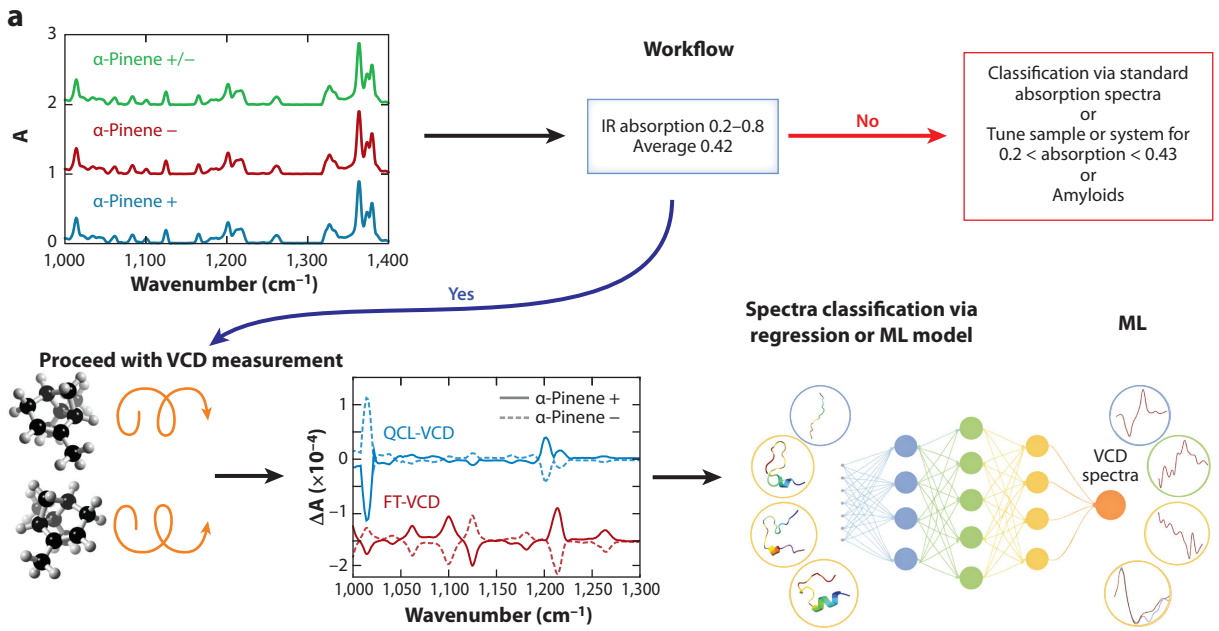 a
3
2
1
0
A
α-Pinene +/−
α-Pinene −
α-Pinene +
1,000
1,100
1,200
1,300
1,400
Wavenumber (cm⁻¹)
Workflow
IR absorption 0.2–0.8
Average 0.42
No
Classification via standard
absorption spectra
or
Tune sample or system for
0.2 < absorption < 0.43
or
Amyloids
Yes
Proceed with VCD measurement
1
0
−1
−2
ΔA (×10⁻⁴)
α-Pinene +
α-Pinene −
QCL-VCD
FT-VCD
1,000
1,050
1,100
1,150
1,200
1,250
1,300
Wavenumber (cm⁻¹)
Spectra classification via
regression or ML model
ML
VCD
spectra